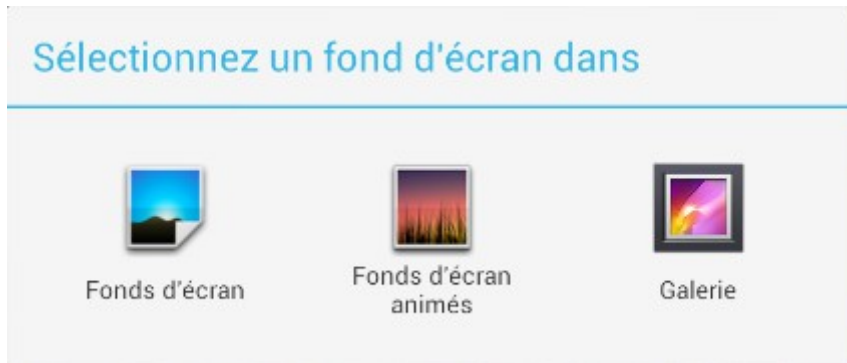 Sélectionnez un fond d'écran dans
Fonds d'écran
Fonds d'écran
animés
Galerie